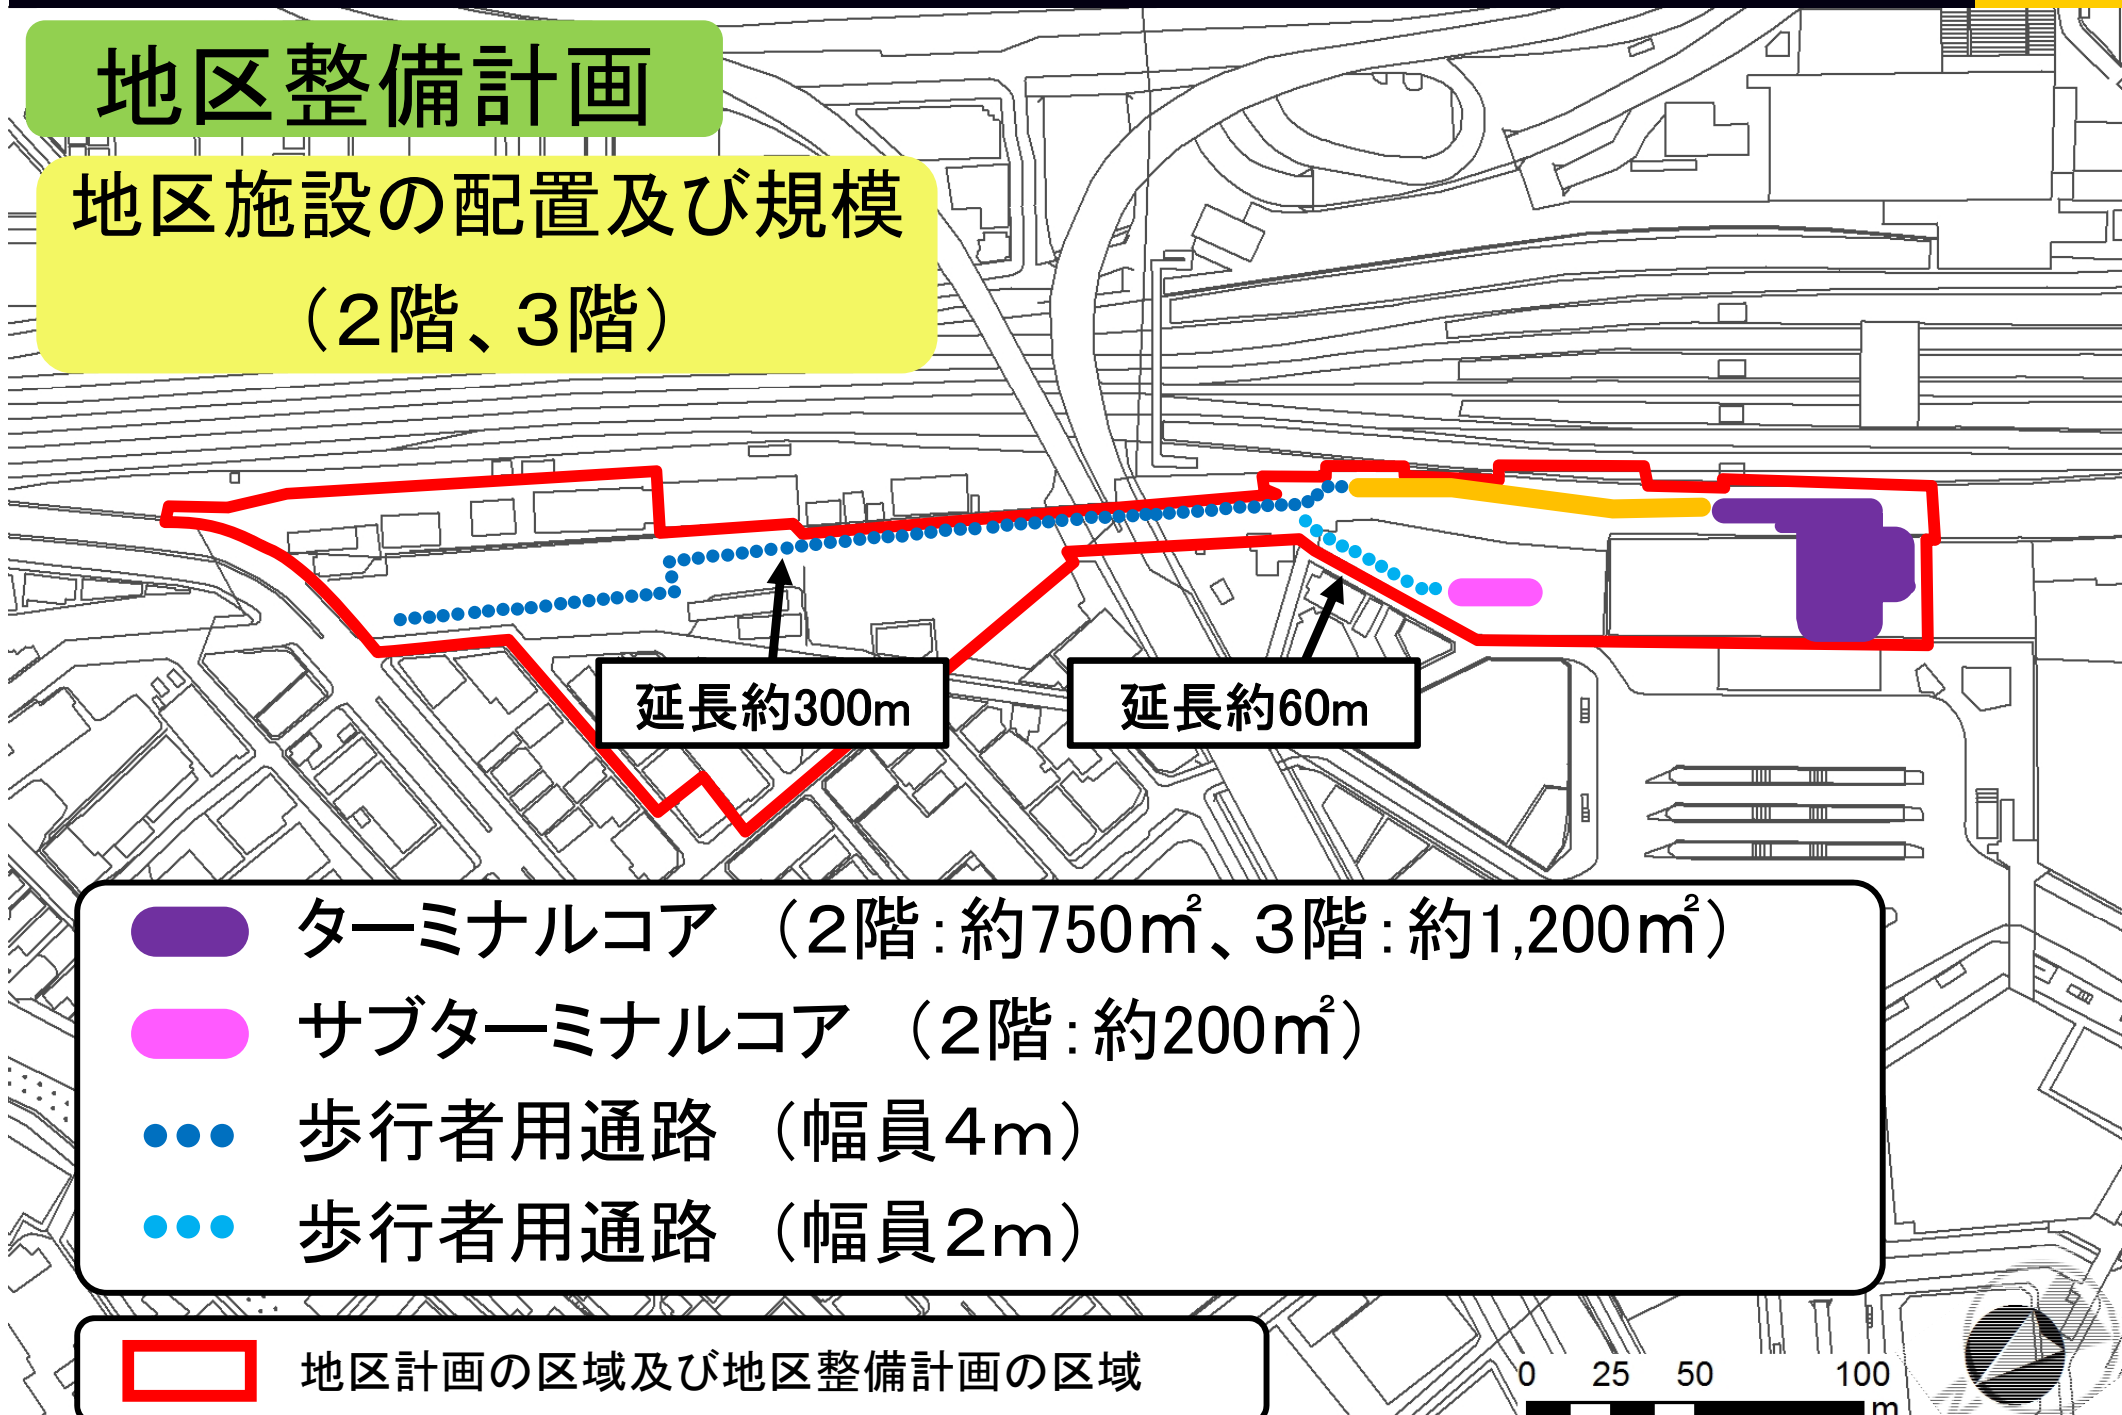 地区整備計画
地区施設の配置及び規模
（２階、３階）
延長約300m
延長約60m
ターミナルコア　（２階：約750㎡、３階：約1,200㎡）
サブターミナルコア　（２階：約200㎡）
歩行者用通路　（幅員４ｍ）
歩行者用通路　（幅員２ｍ）
地区計画の区域及び地区整備計画の区域
0 25 50 100
m